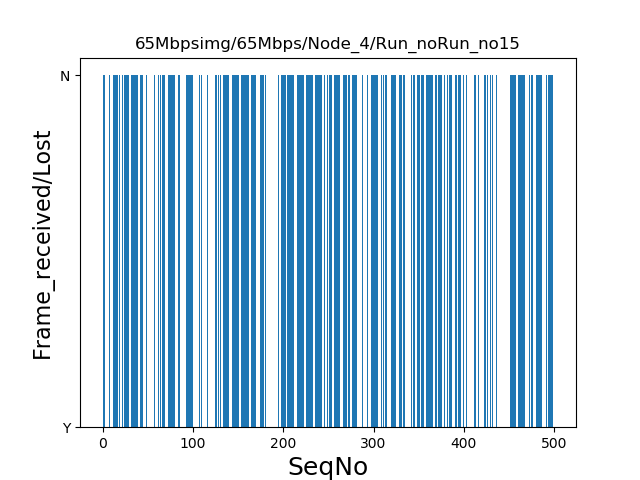 65Mbpsimg/65Mbps/Node_4/Run_noRun_no15
N
Frame_received/Lost
Y
0 100 200 300 400 500
SeqNo